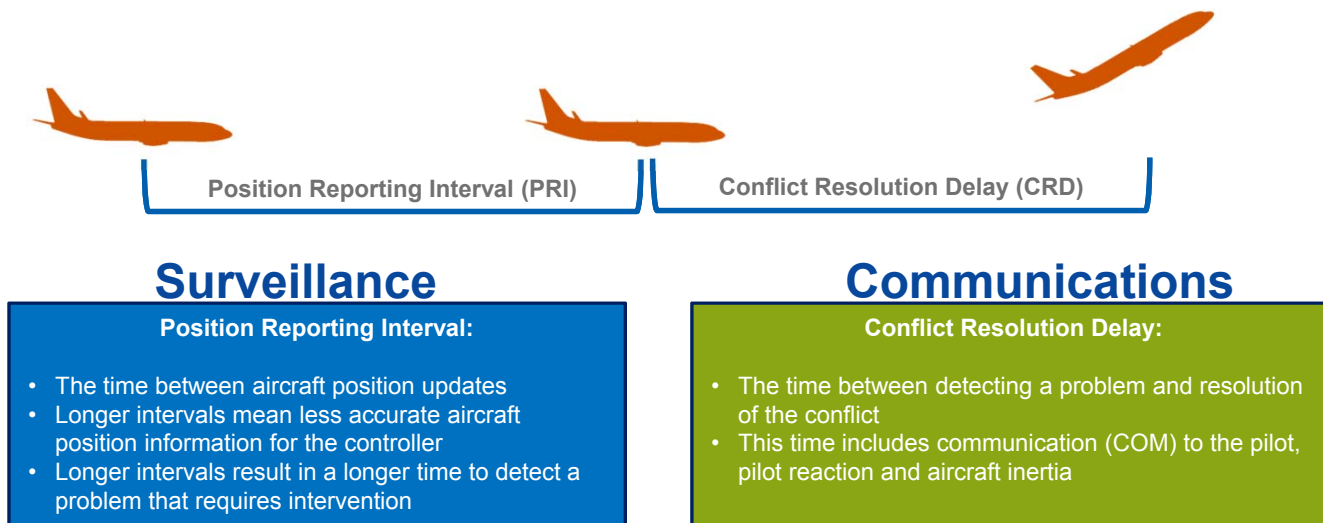 Position Reporting Interval (PRI)
Conflict Resolution Delay (CRD)
Surveillance
Position Reporting Interval:
• The time between aircraft position updates
• Longer intervals mean less accurate aircraft
position information for the controller
• Longer intervals result in a longer time to detect a
problem that requires intervention
Communications
Conflict Resolution Delay:
• The time between detecting a problem and resolution
of the conflict
• This time includes communication (COM) to the pilot,
pilot reaction and aircraft inertia